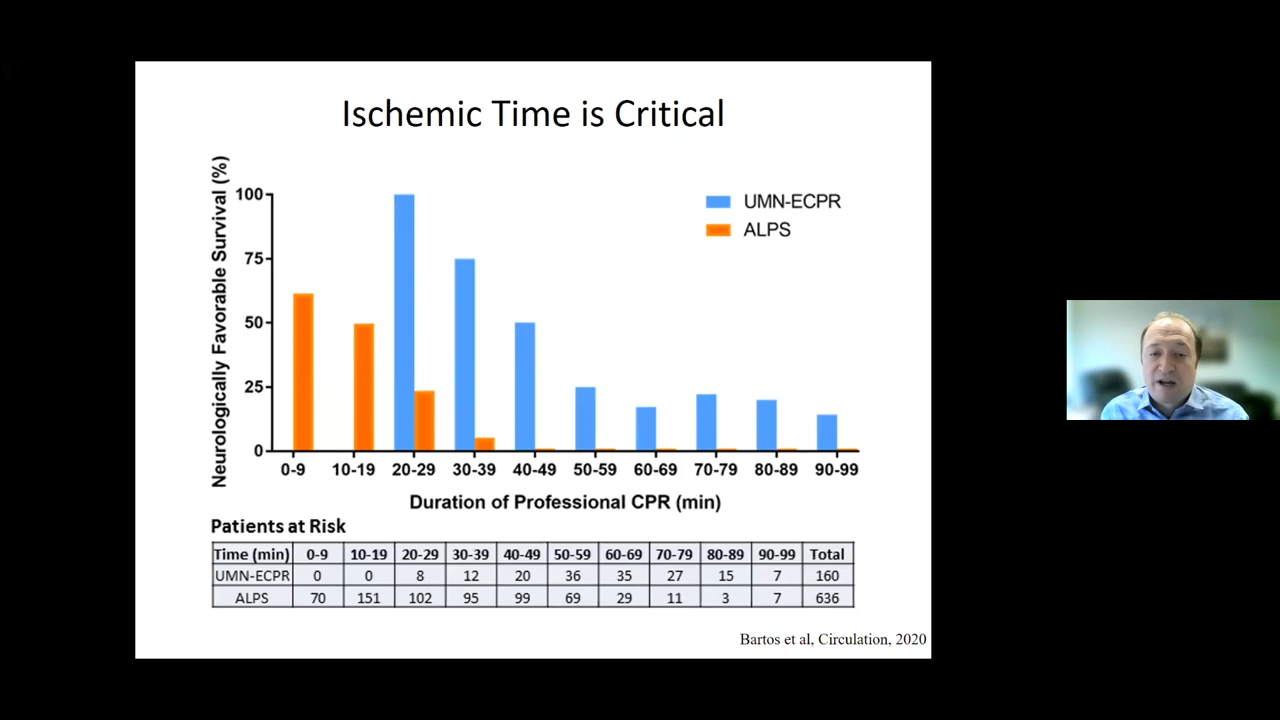 Ischemic Time is Critical
Neurologically Favorable Survival (%)
100
75
50
25
0
UMN-ECPR
ALPS
0-9 10-19 20-29 30-39 40-49 50-59 60-69 70-79 80-89 90-99
Duration of Professional CPR (min)
Patients at Risk
Time (min) 0-9 10-19 20-29 30-39 40-49 50-59 60-69 70-79 80-89 90-99 Total
UMN-ECPR 0 0 8 12 20 36 35 27 15 7 160
ALPS 70 151 102 95 99 69 29 11 3 7 636
Bartos et al, Circulation, 2020